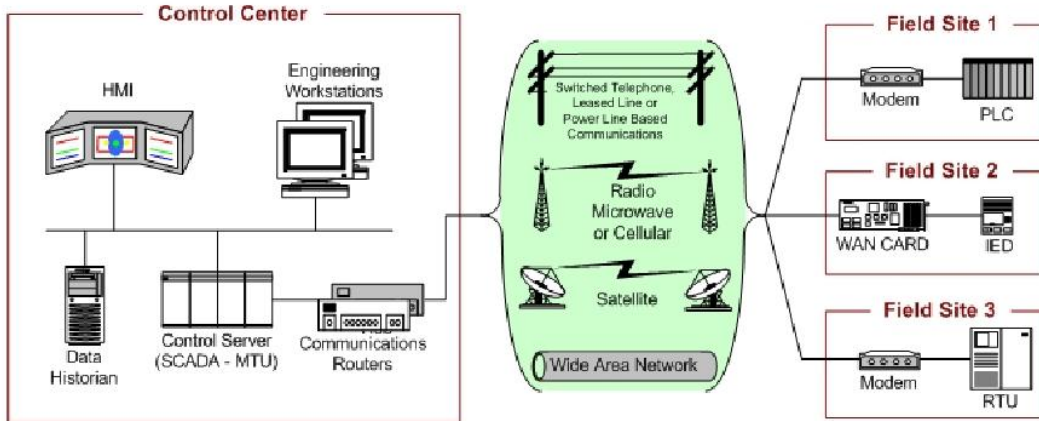 Control Center
HMI
Engineering
Workstations
Data
Historian
Control Server
(SCADA - MTU)
Communications
Routers
Switched Telephone,
Leased Line or
Power Line Based
Communications
Radio
Microwave
or Cellular
Satellite
Wide Area Network
Field Site 1
Modem
PLC
Field Site 2
WAN CARD
IED
Field Site 3
Modem
RTU